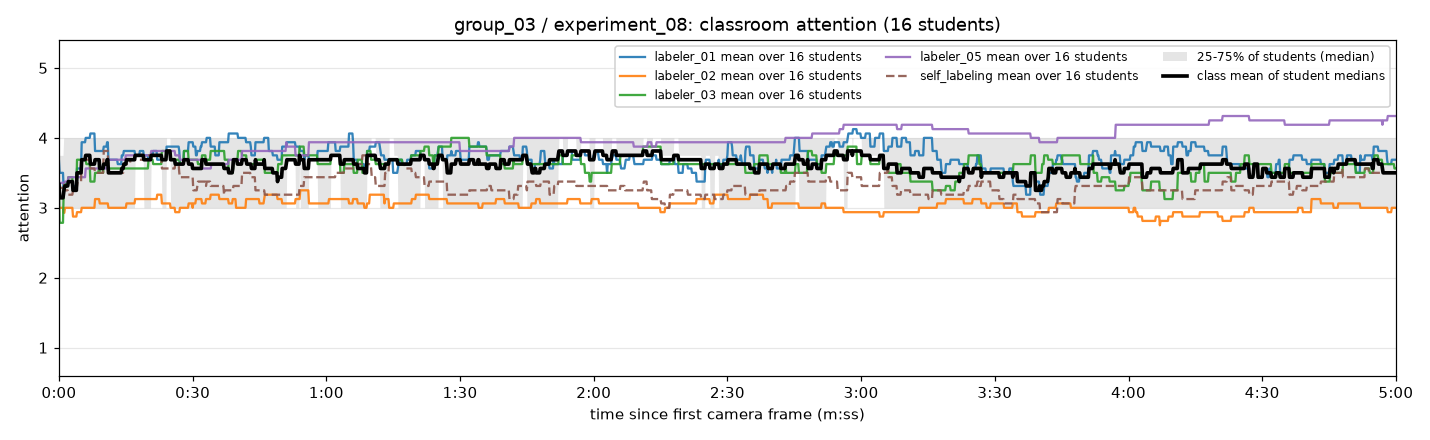 group_03 / experiment_08: classroom attention (16 students)
labeler_01 mean over 16 students
labeler_02 mean over 16 students
labeler_03 mean over 16 students
labeler_05 mean over 16 students
self_labeling mean over 16 students
25-75% of students (median)
class mean of student medians
attention
5
4
3
2
1
0:00 0:30 1:00 1:30 2:00 2:30 3:00 3:30 4:00 4:30 5:00
time since first camera frame (m:ss)